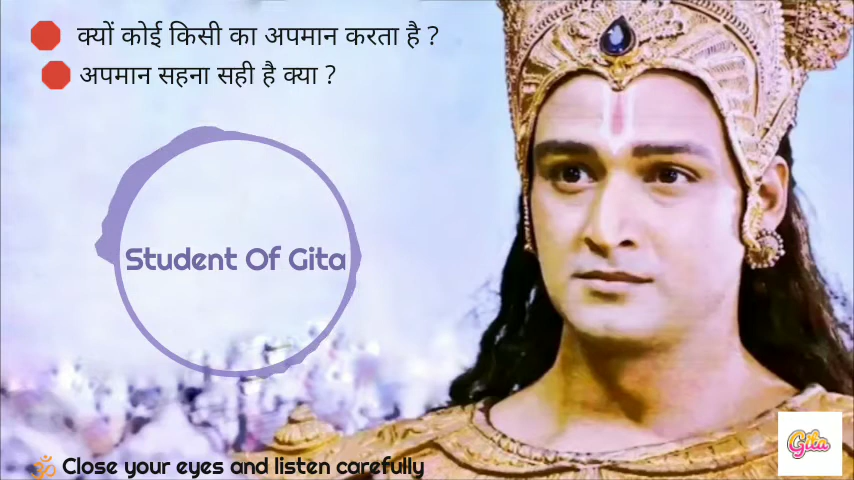 क्यों कोई किसी का अपमान करता है ?
अपमान सहना सही है क्या ?
Student Of Gita
Gita
🕉 Close your eyes and listen carefully